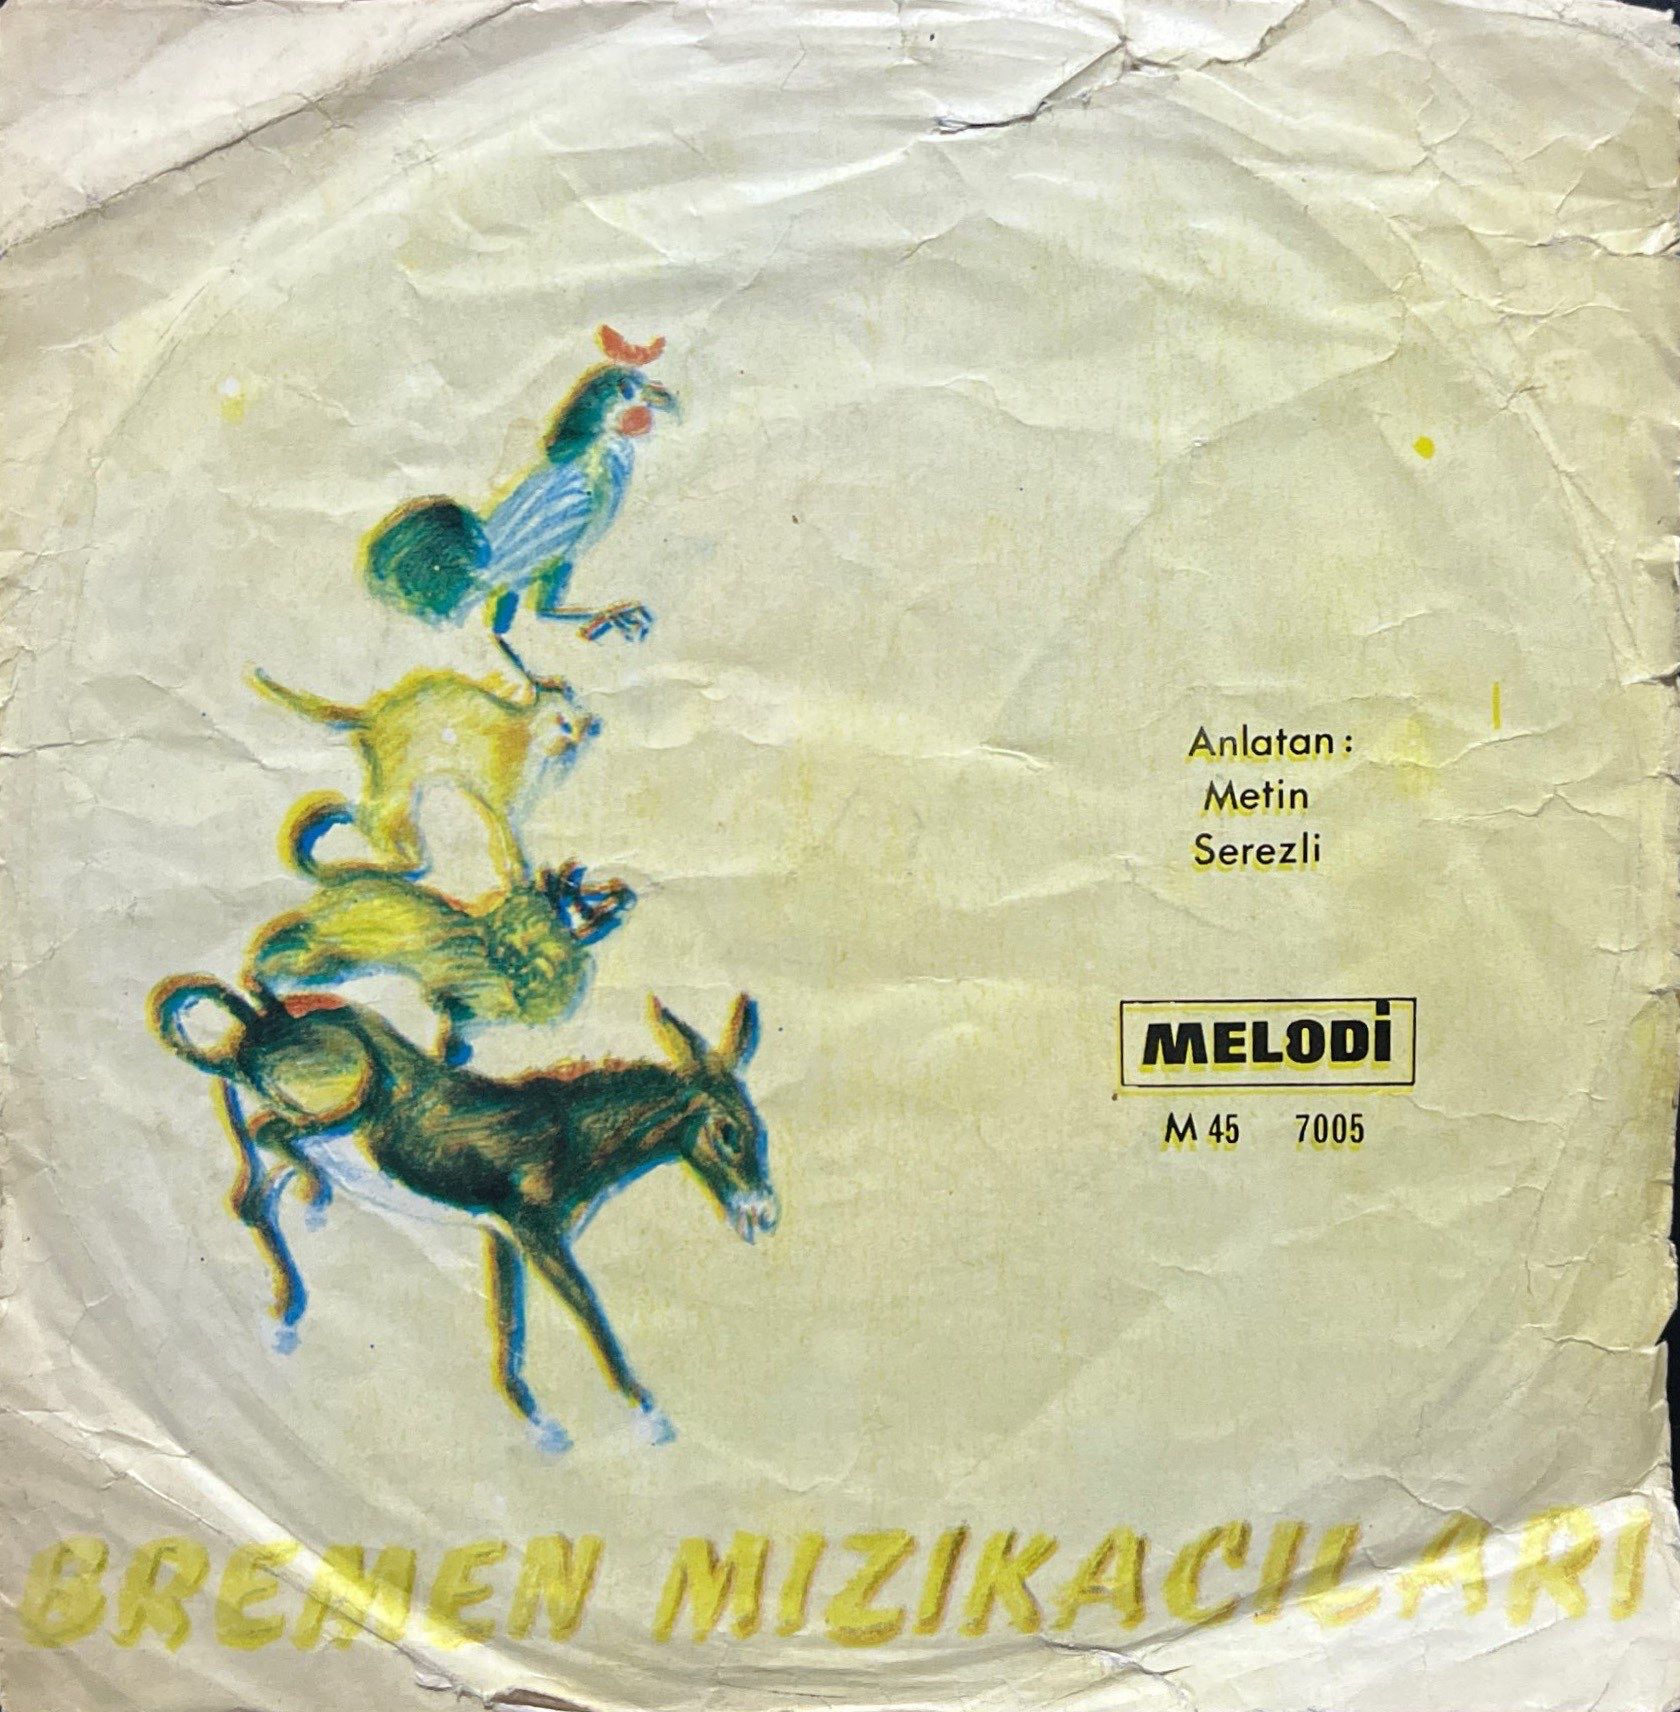 Anlatan:
Metin
Serezli
MELODİ
M 45 7005
BREMEN MIZIKACILARI